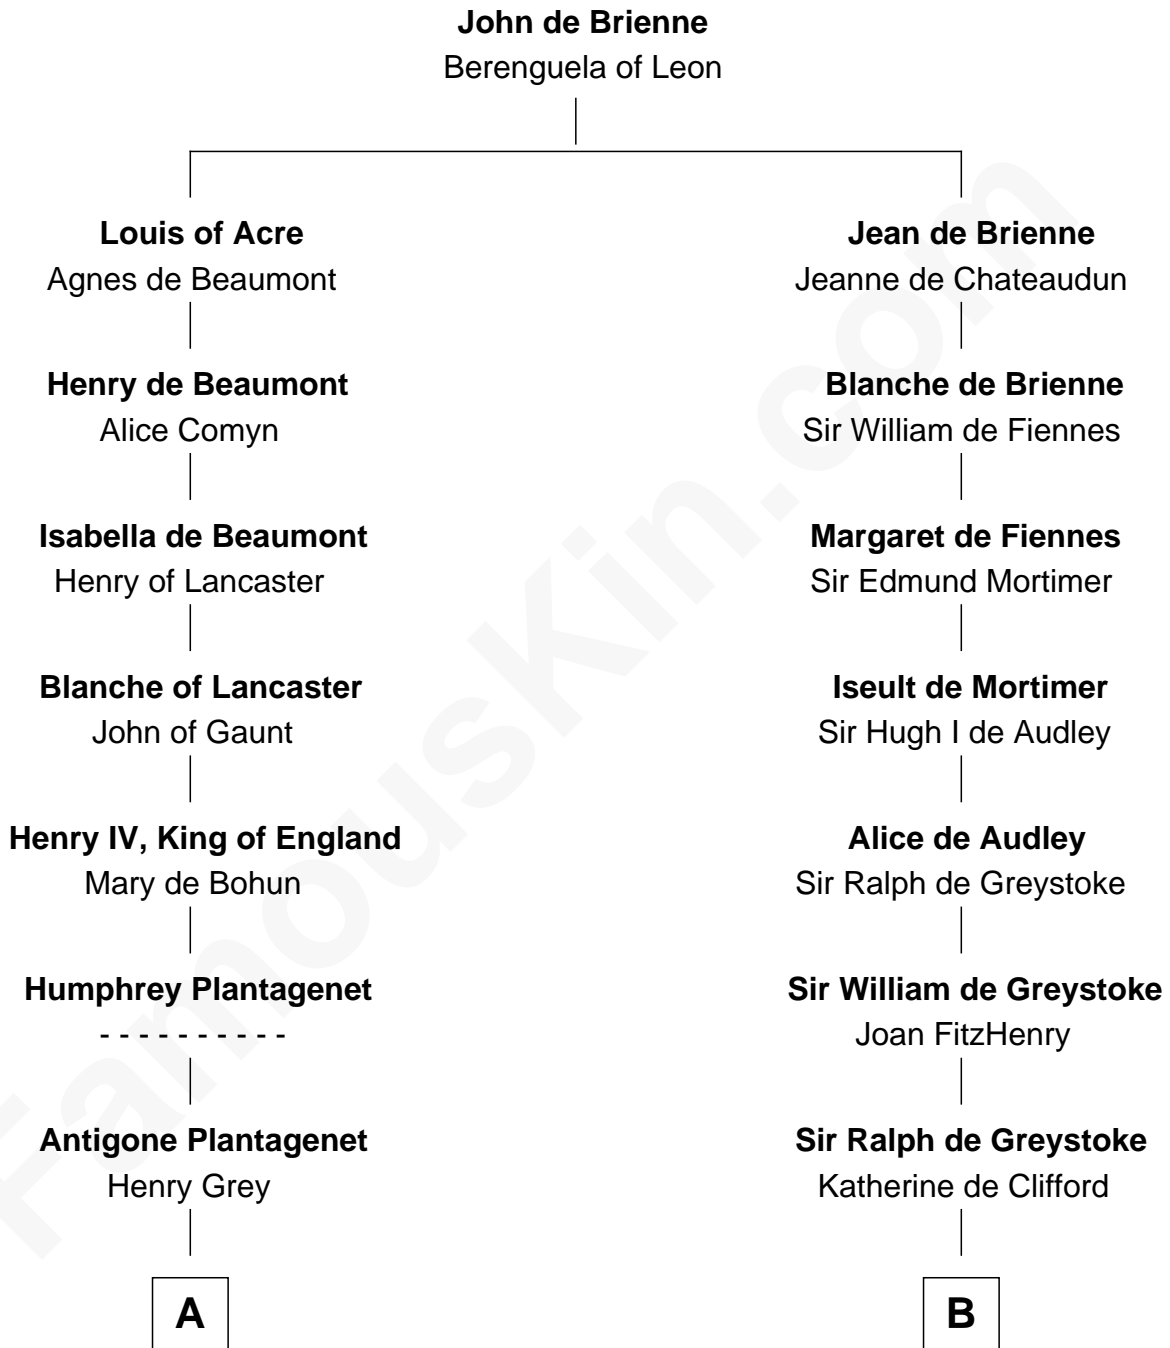 John de Brienne
Berenguela of Leon
Louis of Acre
Agnes de Beaumont
Jean de Brienne
Jeanne de Chateaudun
Henry de Beaumont
Alice Comyn
Blanche de Brienne
Sir William de Fiennes
Isabella de Beaumont
Henry of Lancaster
Margaret de Fiennes
Sir Edmund Mortimer
Blanche of Lancaster
John of Gaunt
Iseult de Mortimer
Sir Hugh I de Audley
Henry IV, King of England
Mary de Bohun
Alice de Audley
Sir Ralph de Greystoke
Humphrey Plantagenet
- - - - - - - - - -
Sir William de Greystoke
Joan FitzHenry
Antigone Plantagenet
Henry Grey
Sir Ralph de Greystoke
Katherine de Clifford
A
B
FamousKin.com